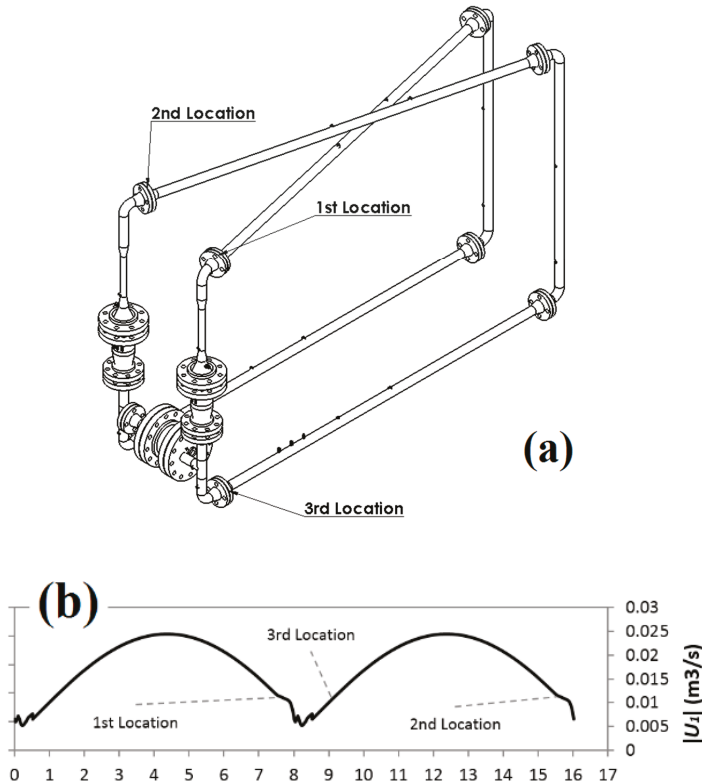 2nd Location
1st Location
(a)
3rd Location
(b)
0.03
0.025
0.02
0.015
0.01
0.005
0
|U₁| (m3/s)
3rd Location
1st Location
2nd Location
0 1 2 3 4 5 6 7 8 9 10 11 12 13 14 15 16 17